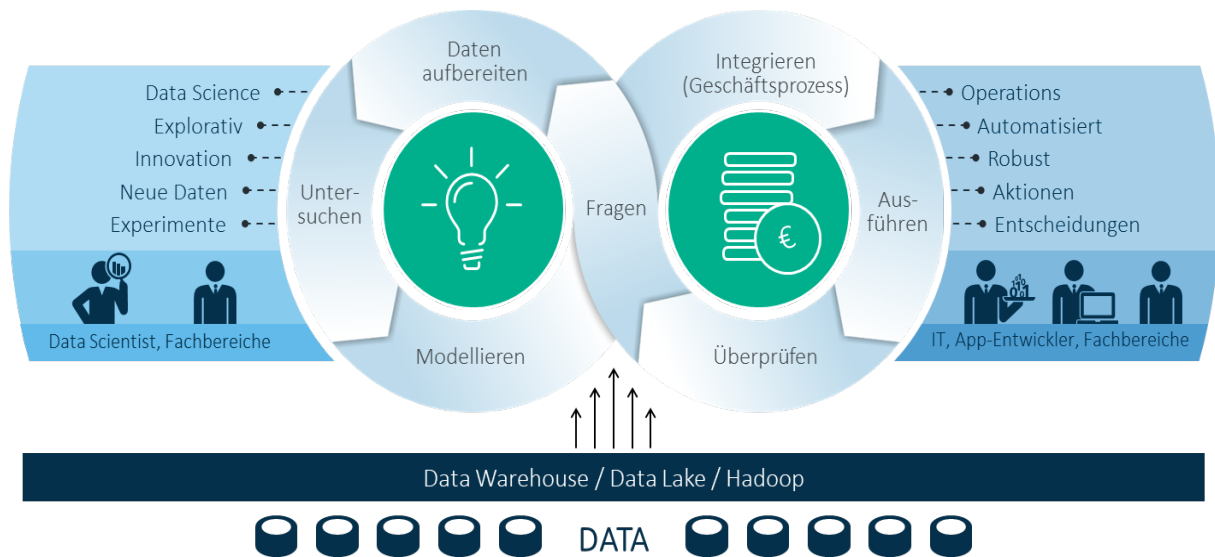 Daten
aufbereiten
Integrieren
(Geschäftsprozess)
Data Science
Explorativ
Innovation
Neue Daten
Experimente
Unter-
suchen
Fragen
€
Aus-
führen
Operations
Automatisiert
Robust
Aktionen
Entscheidungen
Data Scientist, Fachbereiche
Modellieren
Überprüfen
IT, App-Entwickler, Fachbereiche
Data Warehouse / Data Lake / Hadoop
DATA